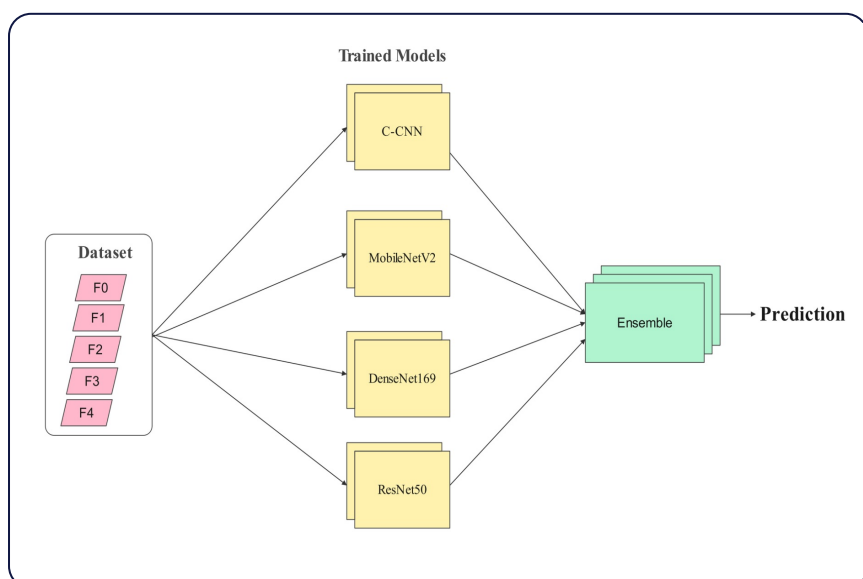 Trained Models
C-CNN
MobileNetV2
DenseNet169
ResNet50
Dataset
F0
F1
F2
F3
F4
Ensemble
Prediction